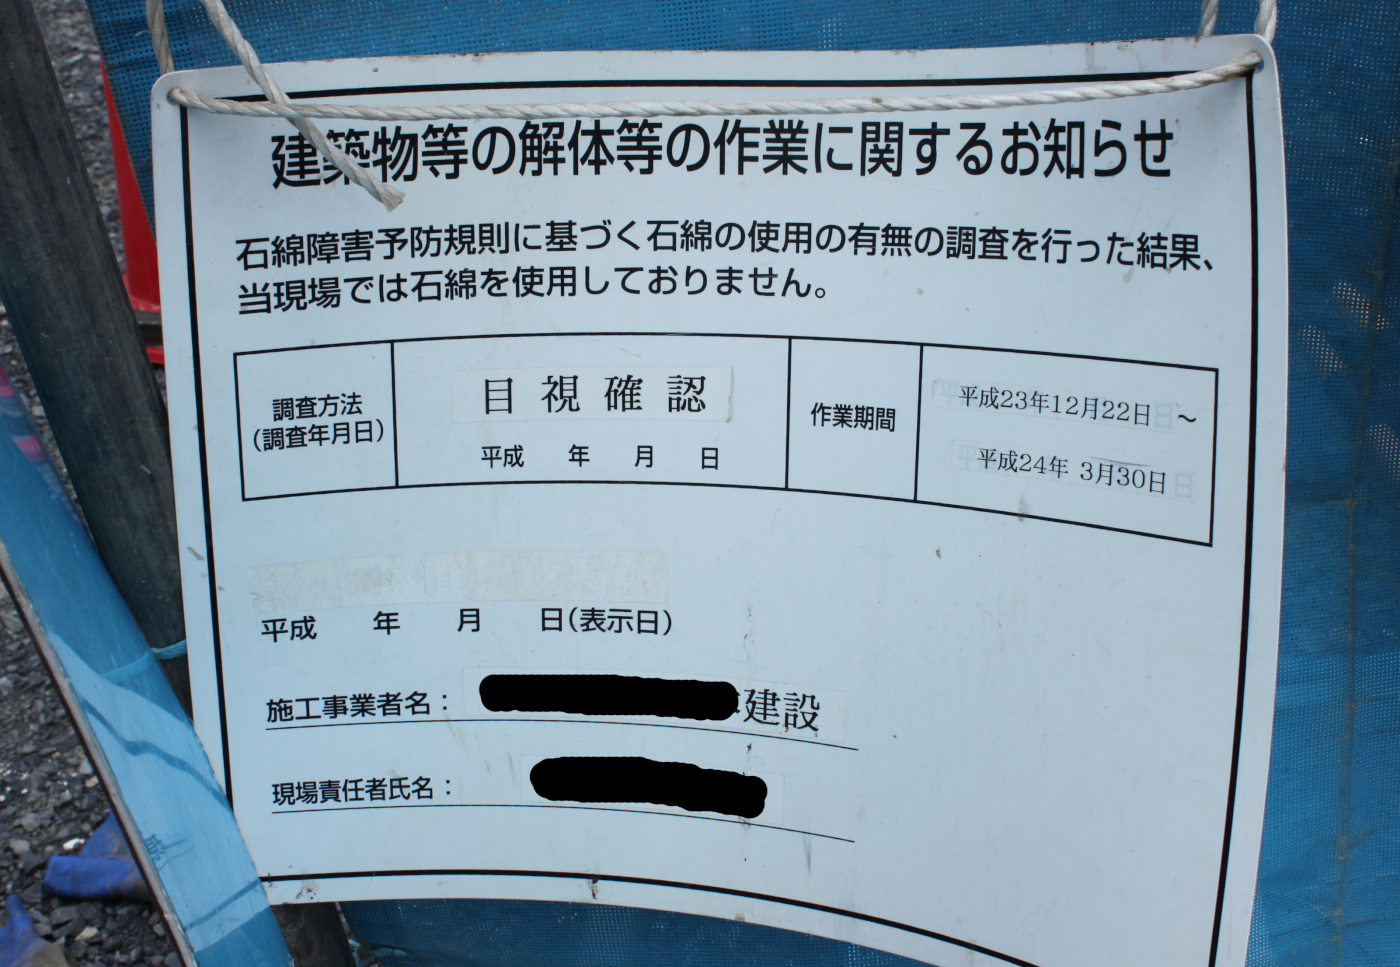 建築物等の解体等の作業に関するお知らせ
石綿障害予防規則に基づく石綿の使用の有無の調査を行った結果、
当現場では石綿を使用しておりません。
調査方法
(調査年月日)
目視確認
平成 年 月 日
作業期間
平成23年12月22日 ～
平成24年 3月30日
平成 年 月 日(表示日)
施工事業者名： 建設
現場責任者氏名：